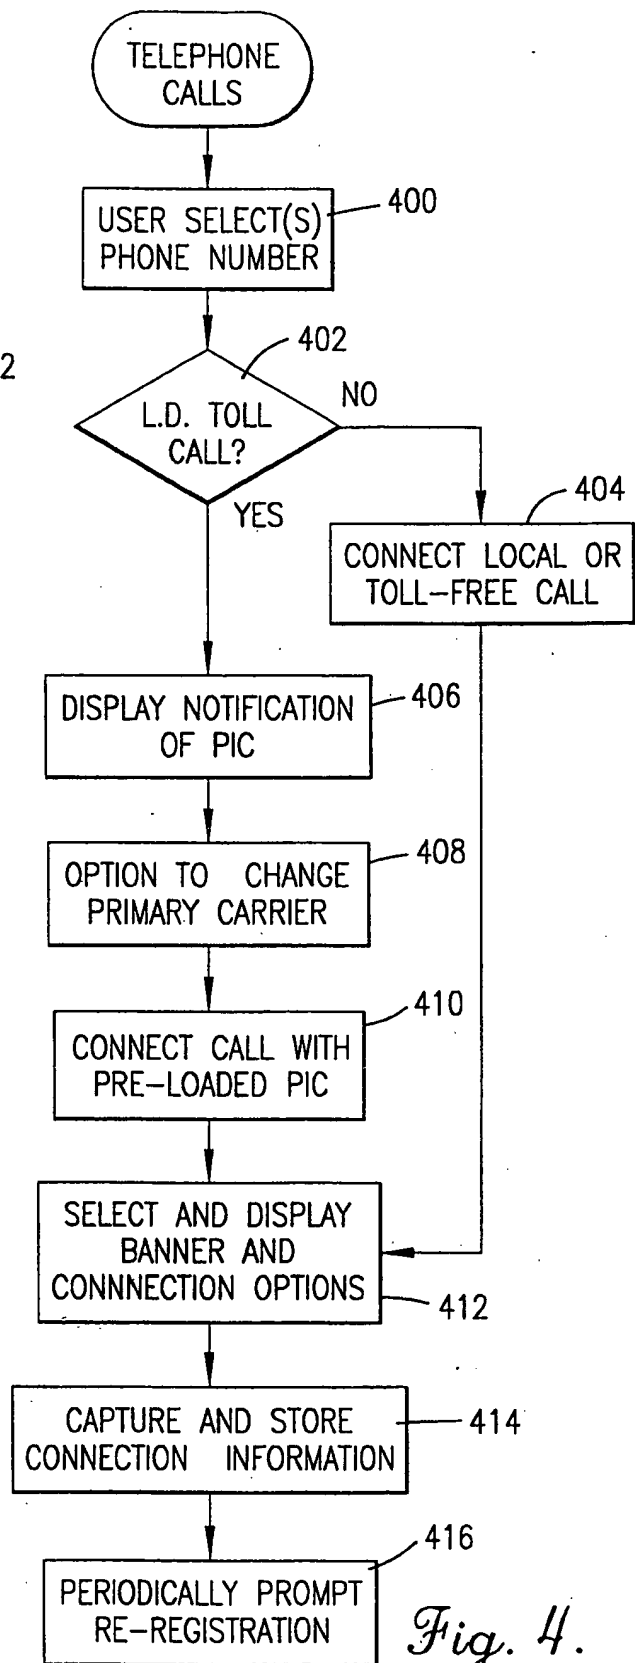 TELEPHONE
CALLS
400
USER SELECT(S)
PHONE NUMBER
402
2
NO
L.D. TOLL
CALL?
YES
404
CONNECT LOCAL OR
TOLL-FREE CALL
406
DISPLAY NOTIFICATION
OF PIC
408
OPTION TO CHANGE
PRIMARY CARRIER
410
CONNECT CALL WITH
PRE-LOADED PIC
SELECT AND DISPLAY
BANNER AND
CONNNECTION OPTIONS
412
CAPTURE AND STORE
414
CONNECTION INFORMATION
416
PERIODICALLY PROMPT
RE-REGISTRATION
Fig. 4.